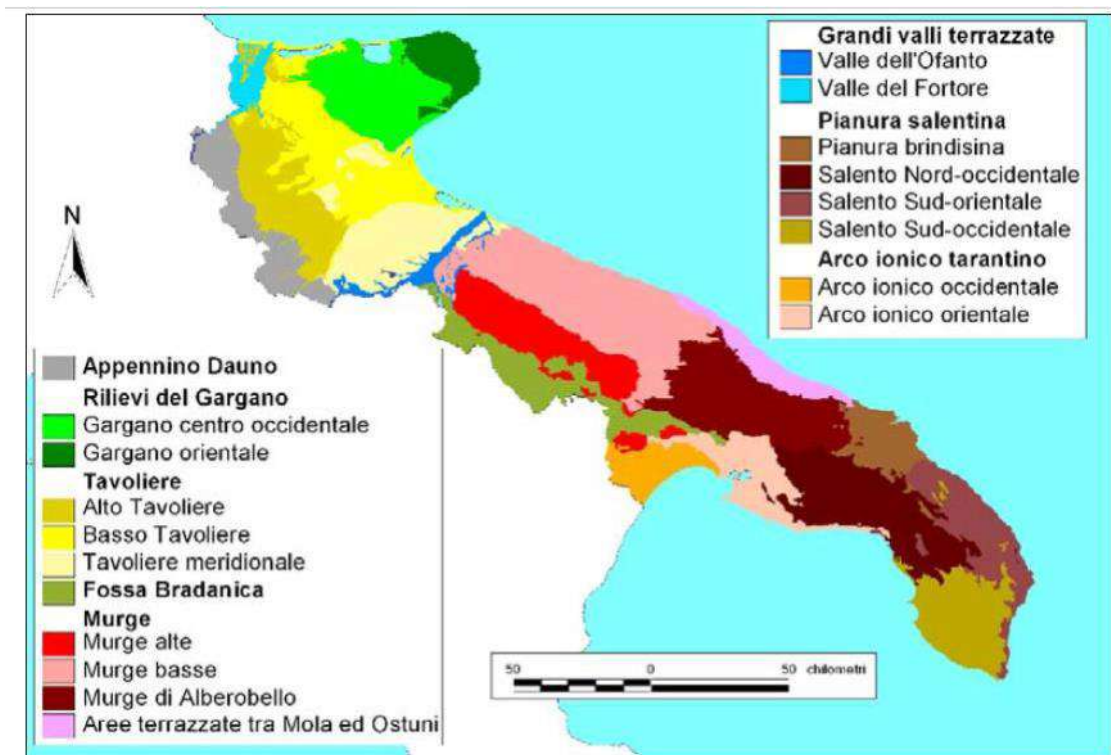 Grandi valli terrazzate
Valle dell'Ofanto
Valle del Fortore
Pianura salentina
Pianura brindisina
Salento Nord-occidentale
Salento Sud-orientale
Salento Sud-occidentale
Arco ionico tarantino
Arco ionico occidentale
Arco ionico orientale
N
Appennino Dauno
Rilievi del Gargano
Gargano centro occidentale
Gargano orientale
Tavoliere
Alto Tavoliere
Basso Tavoliere
Tavoliere meridionale
Fossa Bradanica
Murge
Murge alte
Murge basse
Murge di Alberobello
Aree terrazzate tra Mola ed Ostuni
50 0 50 chilometri